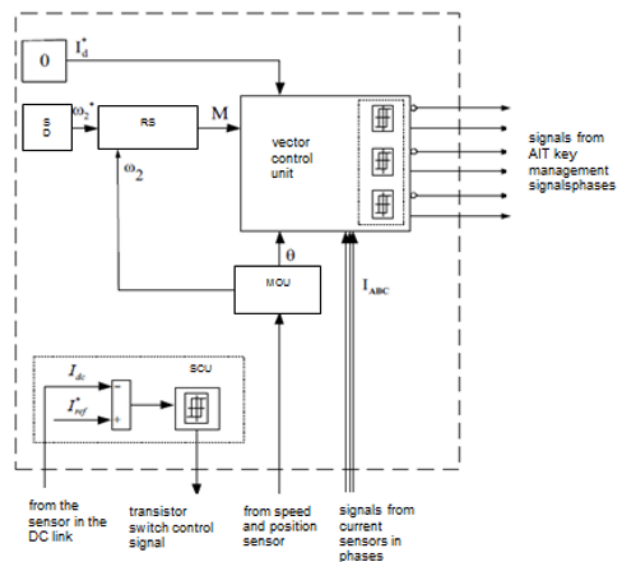 I*d
0
S
D
ω2*
RS
M
ω2
vector
control
unit
signals from
AIT key
management
signalsphases
θ
MOU
IABC
SCU
Idc
−
I*ref
+
from the
sensor in the
DC link
transistor
switch control
signal
from speed
and position
sensor
signals from
current
sensors in
phases